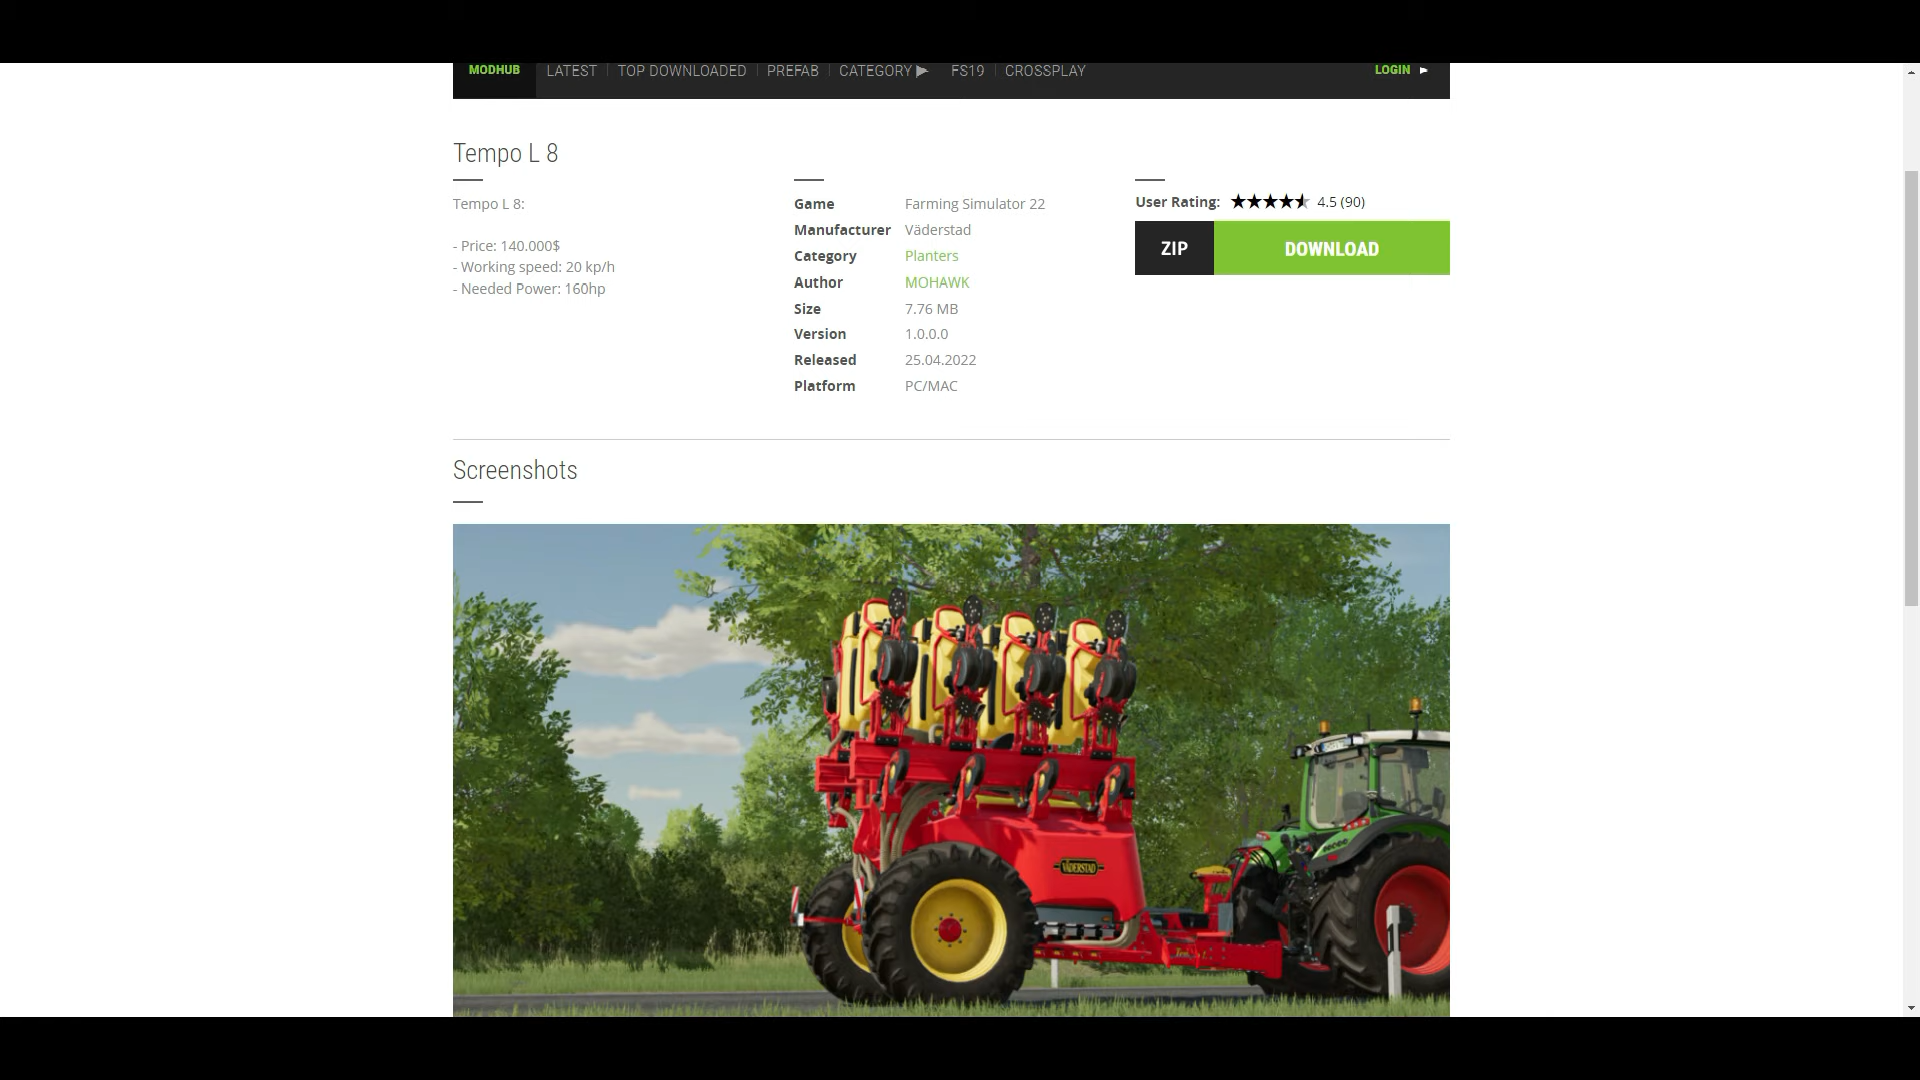 MODHUB LATEST TOP DOWNLOADED PREFAB CATEGORY ▶ FS19 CROSSPLAY LOGIN
Tempo L 8
Tempo L 8:
- Price: 140.000$
- Working speed: 20 kp/h
- Needed Power: 160hp
Game Farming Simulator 22
Manufacturer Väderstad
Category Planters
Author MOHAWK
Size 7.76 MB
Version 1.0.0.0
Released 25.04.2022
Platform PC/MAC
User Rating: 4.5 (90)
ZIP DOWNLOAD
Screenshots
VÄDERSTAD